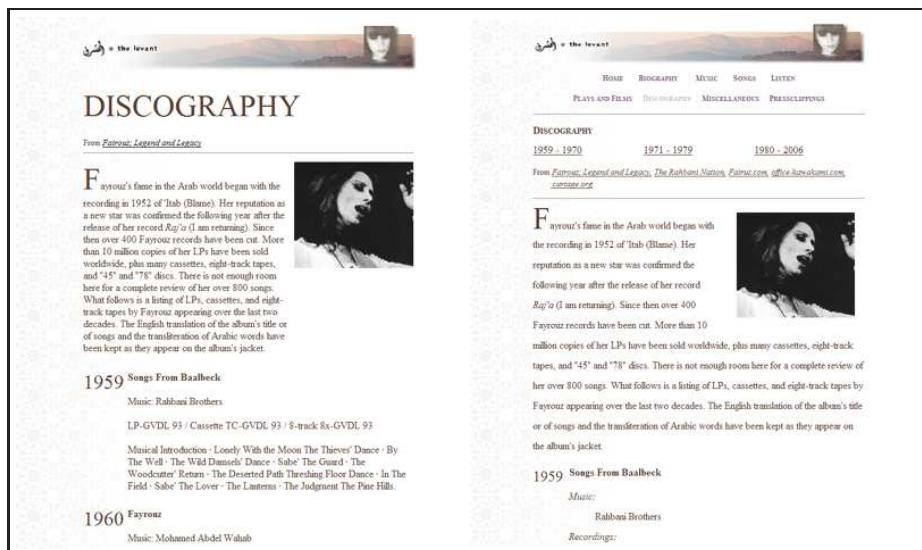 الشرق = the levant
DISCOGRAPHY
From Fairouz; Legend and Legacy
Fayrouz's fame in the Arab world began with the
recording in 1952 of 'Itab (Blame). Her reputation as
a new star was confirmed the following year after the
release of her record Raj'a (I am returning). Since
then over 400 Fayrouz records have been cut. More
than 10 million copies of her LPs have been sold
worldwide, plus many cassettes, eight-track tapes,
and "45" and "78" discs. There is not enough room
here for a complete review of her over 800 songs.
What follows is a listing of LPs, cassettes, and eight-
track tapes by Fayrouz appearing over the last two
decades. The English translation of the album's title or
of songs and the transliteration of Arabic words have
been kept as they appear on the album's jacket.
1959 Songs From Baalbeck
Music: Rahbani Brothers
LP-GVDL 93 / Cassette TC-GVDL 93 / 8-track 8x-GVDL 93
Musical Introduction · Lonely With the Moon The Thieves' Dance · By
The Well · The Wild Damsels' Dance · Sabe' The Guard · The
Woodcutter' Return · The Deserted Path Threshing Floor Dance · In The
Field · Sabe' The Lover · The Lanterns · The Judgment The Pine Hills.
1960 Fayrouz
Music: Mohamed Abdel Wahab
الشرق = the levant
HOME BIOGRAPHY MUSIC SONGS LISTEN
PLAYS AND FILMS DISCOGRAPHY MISCELLANEOUS PRESSCLIPPINGS
DISCOGRAPHY
1959 - 1970 1971 - 1979 1980 - 2006
From Fairouz; Legend and Legacy, The Rahbani Nation, Fairuz.com, office-kawakami.com,
cartage.org
Fayrouz's fame in the Arab world began with
the recording in 1952 of 'Itab (Blame). Her
reputation as a new star was confirmed the
following year after the release of her record
Raj'a (I am returning). Since then over 400
Fayrouz records have been cut. More than 10
million copies of her LPs have been sold worldwide, plus many cassettes, eight-track
tapes, and "45" and "78" discs. There is not enough room here for a complete review of
her over 800 songs. What follows is a listing of LPs, cassettes, and eight-track tapes by
Fayrouz appearing over the last two decades. The English translation of the album's title
or of songs and the transliteration of Arabic words have been kept as they appear on
the album's jacket.
1959 Songs From Baalbeck
Music:
Rahbani Brothers
Recordings: